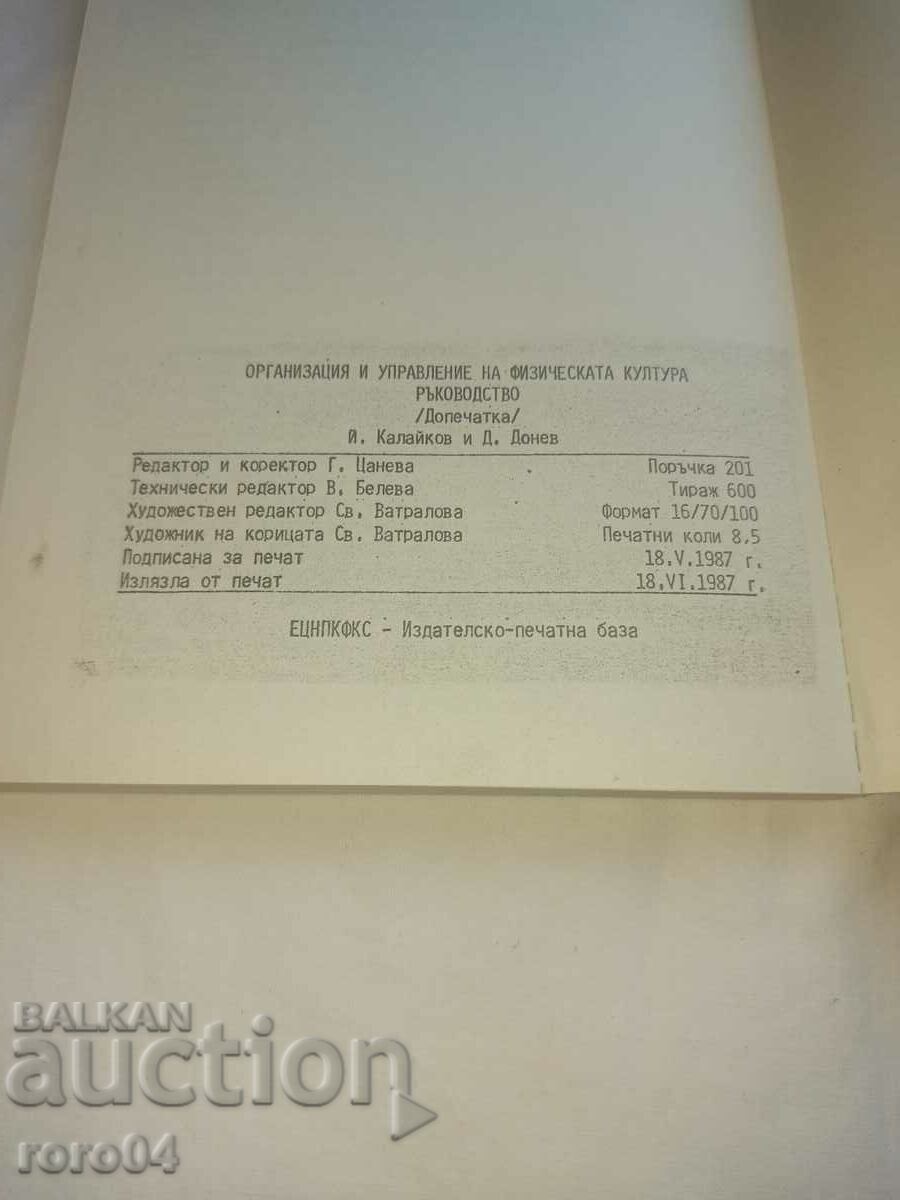 ОРГАНИЗАЦИЯ И УПРАВЛЕНИЕ НА ФИЗИЧЕСКАТА КУЛТУРА
РЪКОВОДСТВО
/Допечатка/
Й. Калайков и Д. Донев
Редактор и коректор Г. Цанева Поръчка 201
Технически редактор В. Белева Тираж 600
Художествен редактор Св. Ватралова Формат 16/70/100
Художник на корицата Св. Ватралова Печатни коли 8,5
Подписана за печат 18.V.1987 г.
Излязла от печат 18.VI.1987 г.
ЕЦНПКФКС - Издателско-печатна база
BALKAN
auction
roro04